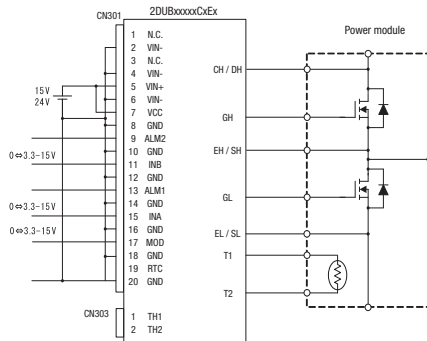 2DUBxxxxxCxEx
CN301
Power module
1 N.C.
2 VIN-
3 N.C.
4 VIN-
5 VIN+
6 VIN-
7 VCC
8 GND
9 ALM2
10 GND
11 INB
12 GND
13 ALM1
14 GND
15 INA
16 GND
17 MOD
18 GND
19 RTC
20 GND
15V
24V
0⇔3.3-15V
0⇔3.3-15V
0⇔3.3-15V
CH / DH
GH
EH / SH
GL
EL / SL
T1
T2
CN303
1 TH1
2 TH2